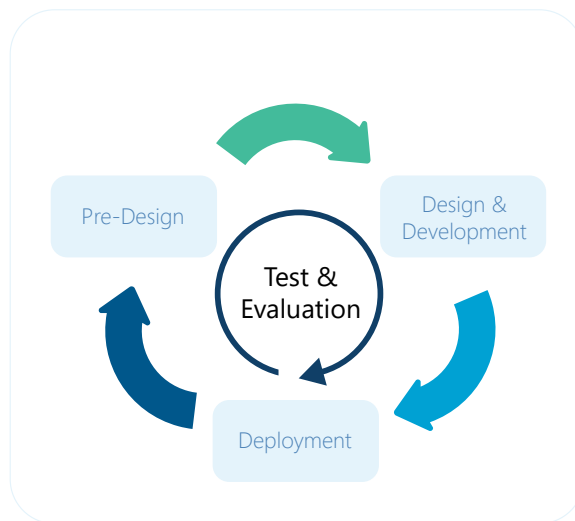 Pre-Design
Design &
Development
Test &
Evaluation
Deployment